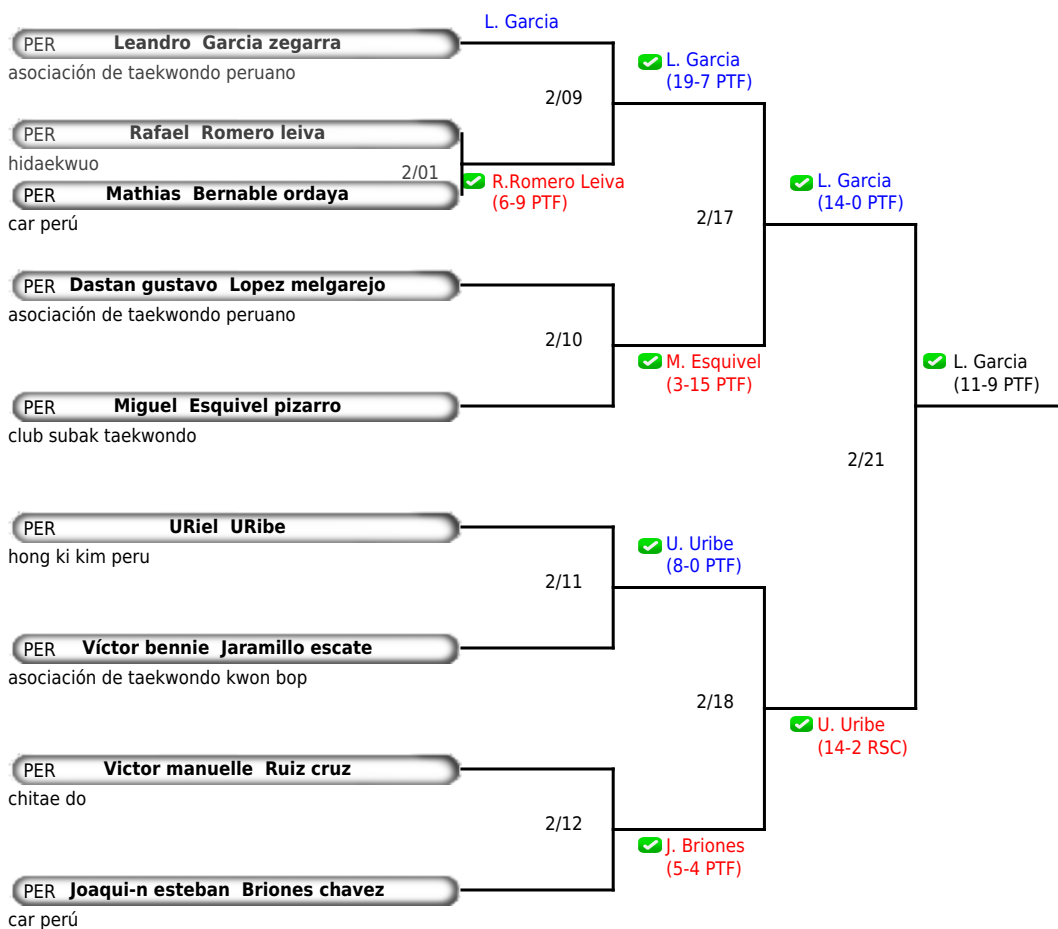 L. Garcia
PER Leandro Garcia zegarra
asociación de taekwondo peruano
L. Garcia
(19-7 PTF)
2/09
PER Rafael Romero leiva
hidaekwuo
2/01
R.Romero Leiva
(6-9 PTF)
PER Mathias Bernable ordaya
car perú
L. Garcia
(14-0 PTF)
2/17
PER Dastan gustavo Lopez melgarejo
asociación de taekwondo peruano
2/10
M. Esquivel
(3-15 PTF)
L. Garcia
(11-9 PTF)
PER Miguel Esquivel pizarro
club subak taekwondo
2/21
PER URiel URibe
hong ki kim peru
U. Uribe
(8-0 PTF)
2/11
PER Víctor bennie Jaramillo escate
asociación de taekwondo kwon bop
2/18
U. Uribe
(14-2 RSC)
PER Victor manuelle Ruiz cruz
chitae do
2/12
J. Briones
(5-4 PTF)
PER Joaqui-n esteban Briones chavez
car perú